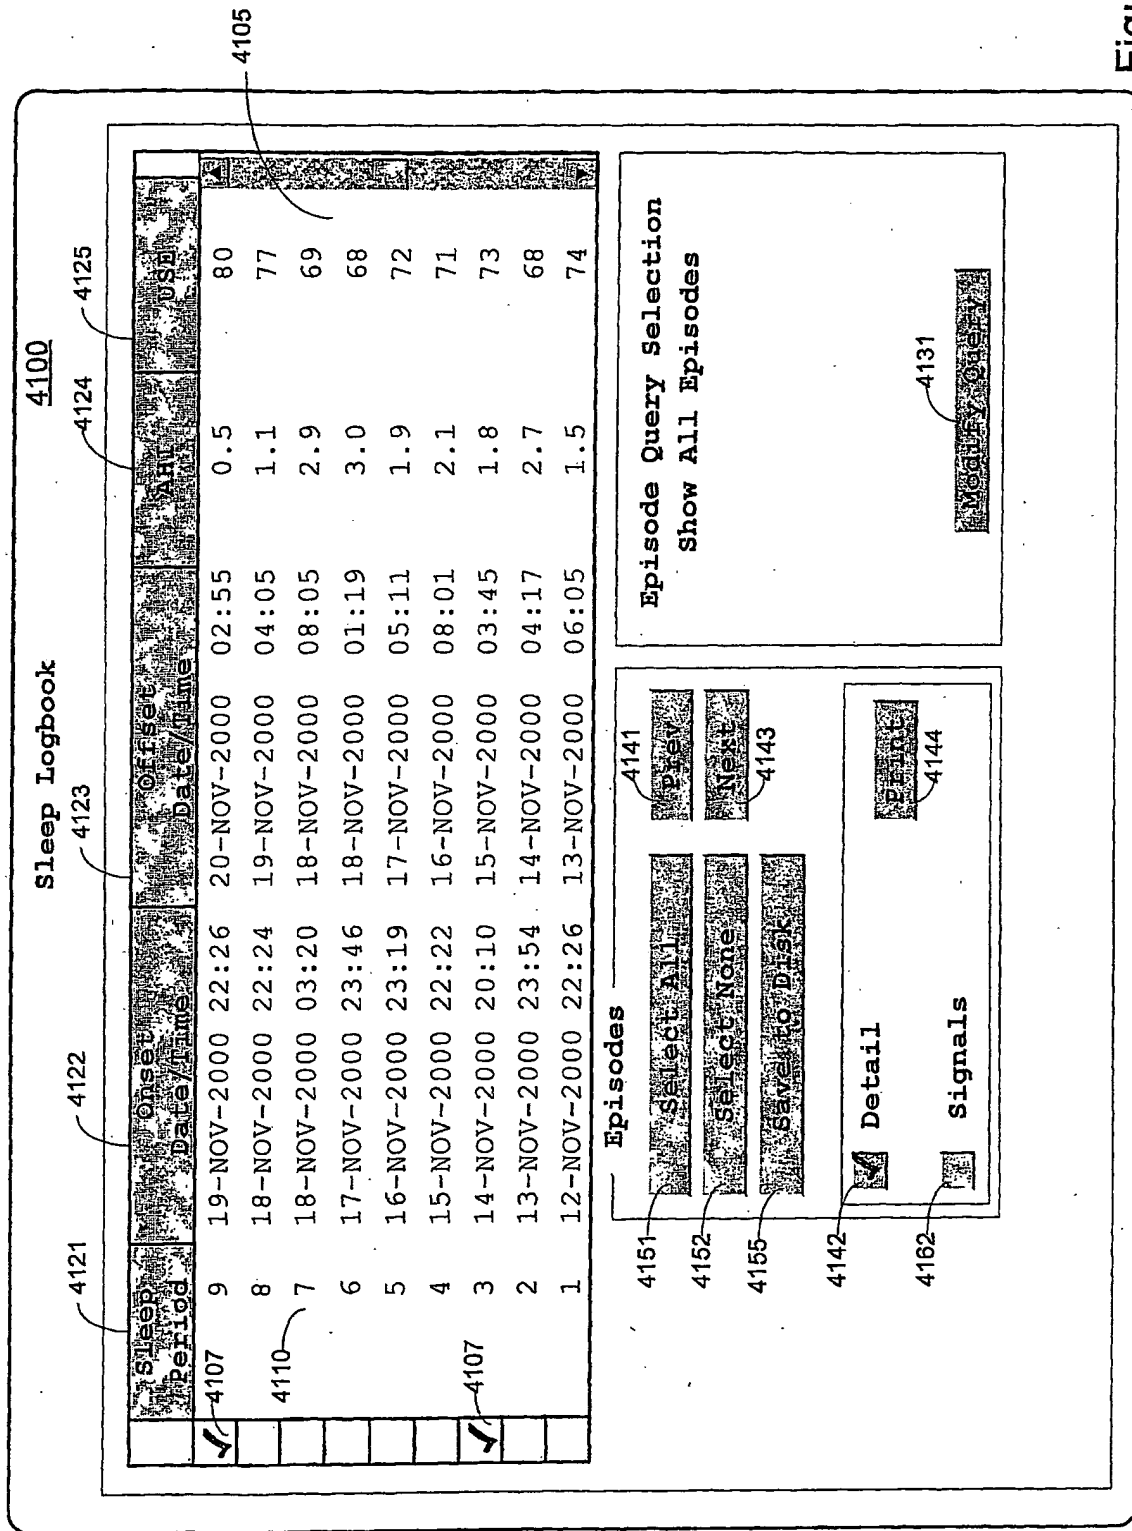 4100
Sleep Logbook
4121
4122
4123
4124
4125
Sleep Period
Onset Date/Time
Offset Date/Time
AHI
USE
4107
9 19-NOV-2000 22:26 20-NOV-2000 02:55 0.5 80
8 18-NOV-2000 22:24 19-NOV-2000 04:05 1.1 77
7 18-NOV-2000 03:20 18-NOV-2000 08:05 2.9 69
6 17-NOV-2000 23:46 18-NOV-2000 01:19 3.0 68
5 16-NOV-2000 23:19 17-NOV-2000 05:11 1.9 72
4 15-NOV-2000 22:22 16-NOV-2000 08:01 2.1 71
3 14-NOV-2000 20:10 15-NOV-2000 03:45 1.8 73
2 13-NOV-2000 23:54 14-NOV-2000 04:17 2.7 68
1 12-NOV-2000 22:26 13-NOV-2000 06:05 1.5 74
4110
4107
4105
Episodes
4151
Select All
4141
Prev
4152
Select None
Next
4143
4155
Save to Disk
4142
Detail
Print
4144
4162
Signals
Episode Query Selection
Show All Episodes
4131
Modify Query